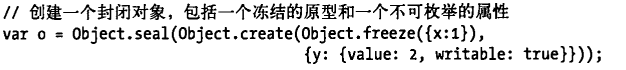 // 创建一个封闭对象，包括一个冻结的原型和一个不可枚举的属性
var o = Object.seal(Object.create(Object.freeze({x:1}),
{y: {value: 2, writable: true}}));